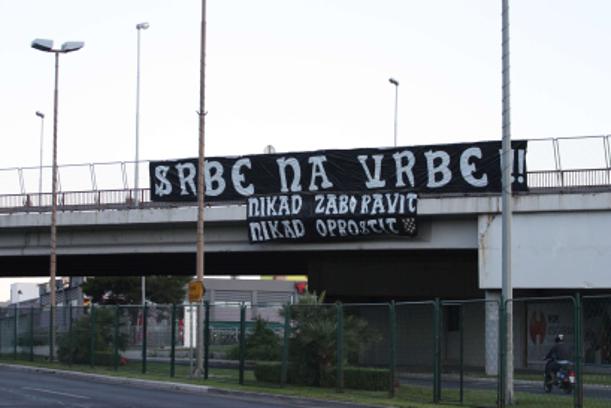 SRBE NA VRBE!!
NIKAD ZABORAVIT
NIKAD OPROSTIT